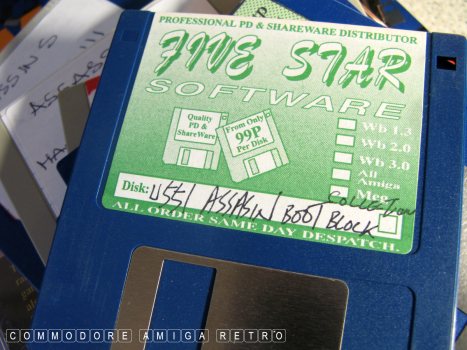 PROFESSIONAL PD & SHAREWARE DISTRIBUTOR
FIVE STAR
SOFTWARE
Quality
PD &
ShareWare
From Only
99P
Per Disk
Wb 1.3
Wb 2.0
Wb 3.0
All
Amiga
Meg
Disk: U551 ASSASIN BOOT BLOCK COLLECTION
ALL ORDER SAME DAY DESPATCH.
ASSASSINS
COMMODORE AMIGA RETRO